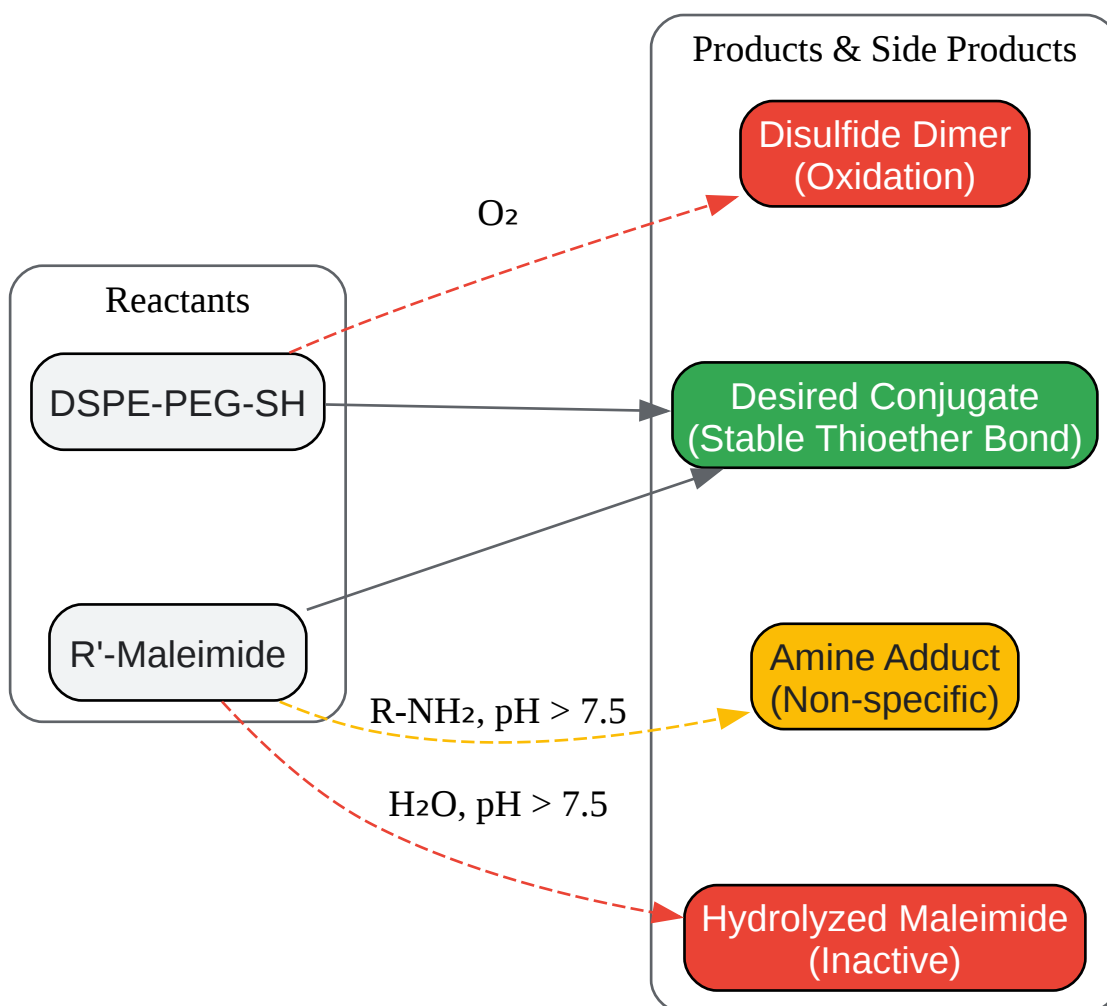 Products & Side Products
Disulfide Dimer
(Oxidation)
O₂
Reactants
DSPE-PEG-SH
Desired Conjugate
(Stable Thioether Bond)
R'-Maleimide
Amine Adduct
(Non-specific)
R-NH₂, pH > 7.5
H₂O, pH > 7.5
Hydrolyzed Maleimide
(Inactive)